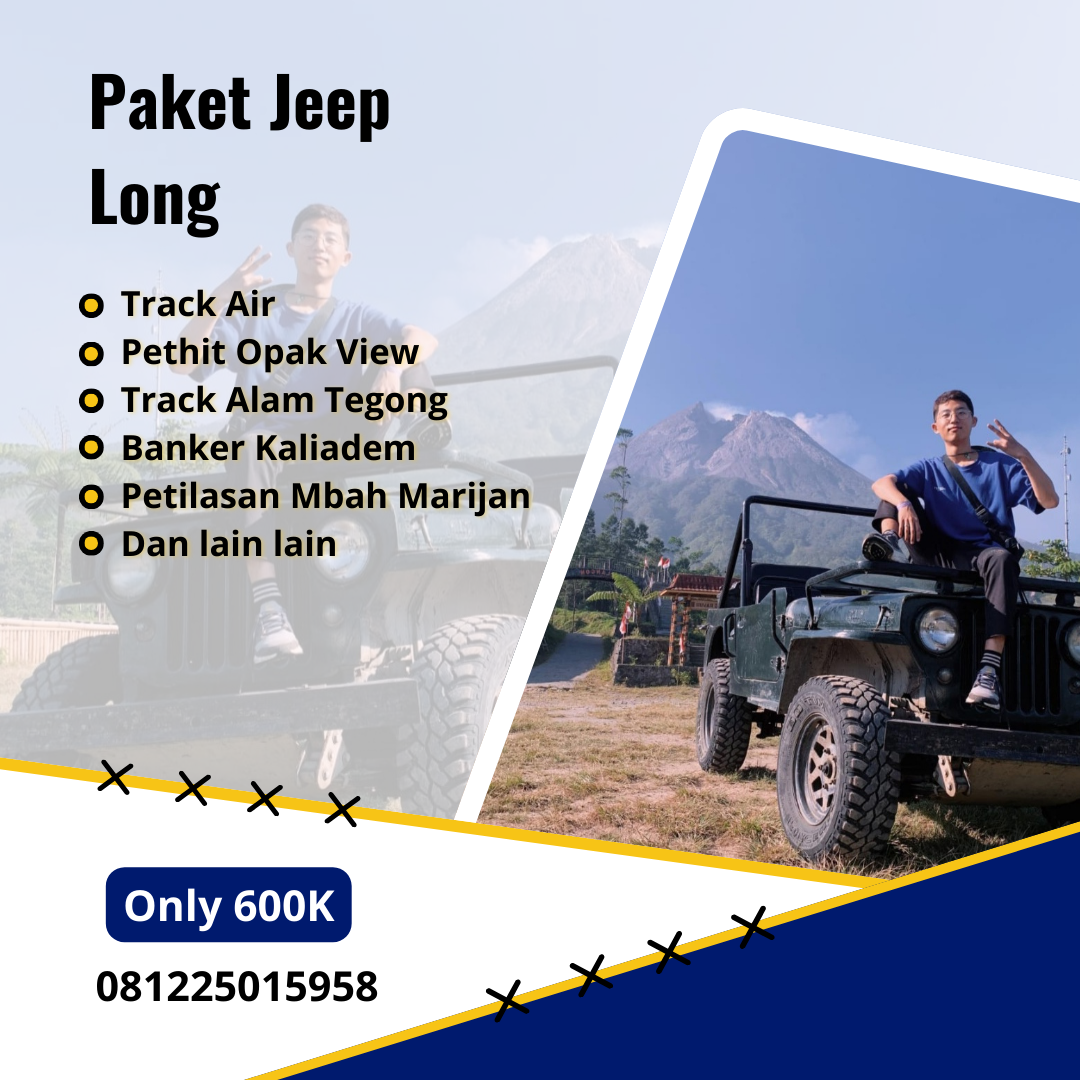 Paket Jeep
Long
Track Air
Pethit Opak View
Track Alam Tegong
Banker Kaliadem
Petilasan Mbah Marijan
Dan lain lain
Only 600K
081225015958